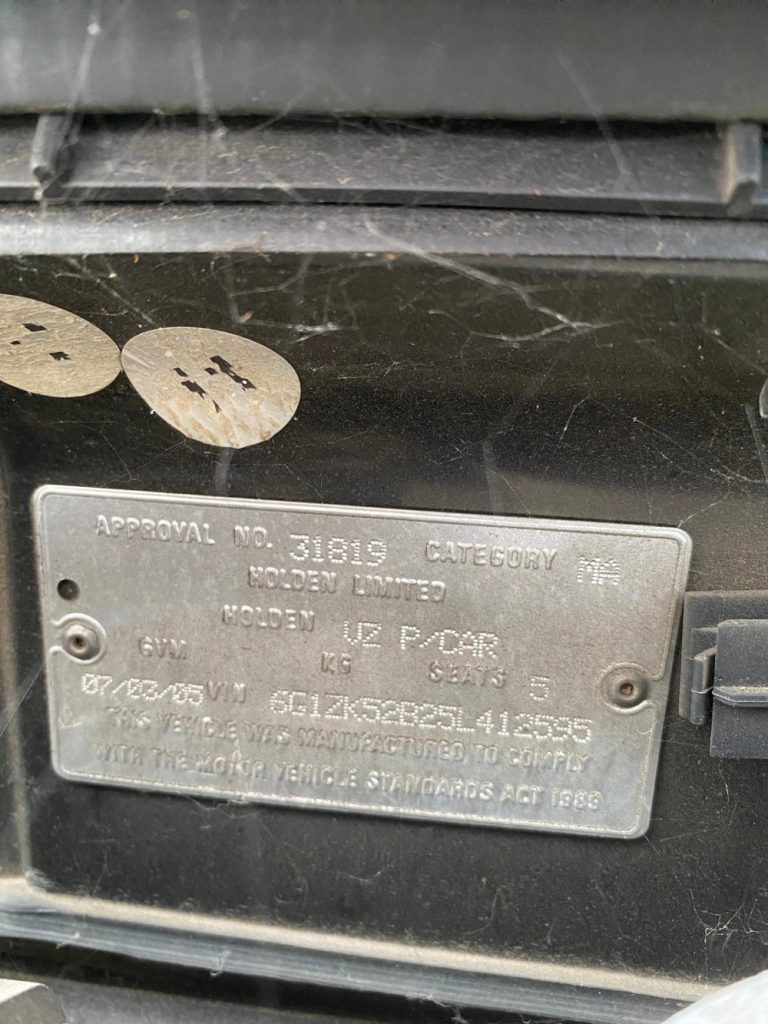 APPROVAL NO. 31819 CATEGORY MA
HOLDEN LIMITED
HOLDEN VZ P/CAR
GVM - KG SEATS 5
07/03/05 VIN 6G1ZK52B25L412595
THIS VEHICLE WAS MANUFACTURED TO COMPLY
WITH THE MOTOR VEHICLE STANDARDS ACT 1989